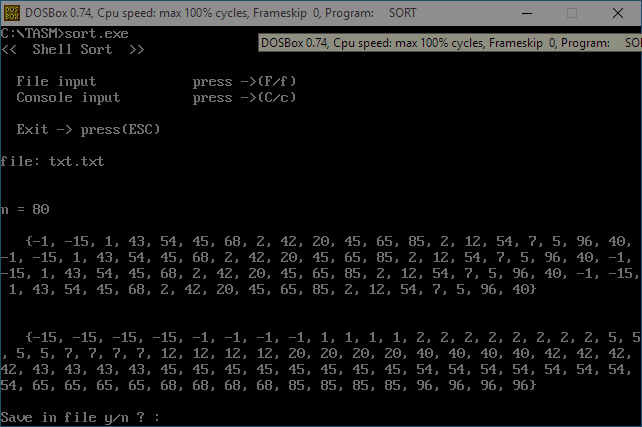 DOSBox 0.74, Cpu speed: max 100% cycles, Frameskip 0, Program: SORT
C:\TASM>sort.exe
DOSBox 0.74, Cpu speed: max 100% cycles, Frameskip 0, Program: SO
<< Shell Sort >>
File input press ->(F/f)
Console input press ->(C/c)
Exit -> press(ESC)
file: txt.txt
n = 80
{-1, -15, 1, 43, 54, 45, 68, 2, 42, 20, 45, 65, 85, 2, 12, 54, 7, 5, 96, 40,
-1, -15, 1, 43, 54, 45, 68, 2, 42, 20, 45, 65, 85, 2, 12, 54, 7, 5, 96, 40, -1,
-15, 1, 43, 54, 45, 68, 2, 42, 20, 45, 65, 85, 2, 12, 54, 7, 5, 96, 40, -1, -15,
1, 43, 54, 45, 68, 2, 42, 20, 45, 65, 85, 2, 12, 54, 7, 5, 96, 40}
{-15, -15, -15, -15, -1, -1, -1, -1, 1, 1, 1, 1, 2, 2, 2, 2, 2, 2, 2, 2, 5, 5
, 5, 5, 7, 7, 7, 7, 12, 12, 12, 12, 20, 20, 20, 20, 40, 40, 40, 40, 42, 42, 42,
42, 43, 43, 43, 43, 45, 45, 45, 45, 45, 45, 45, 45, 54, 54, 54, 54, 54, 54, 54,
54, 65, 65, 65, 65, 68, 68, 68, 68, 85, 85, 85, 85, 96, 96, 96, 96}
Save in file y/n ? :